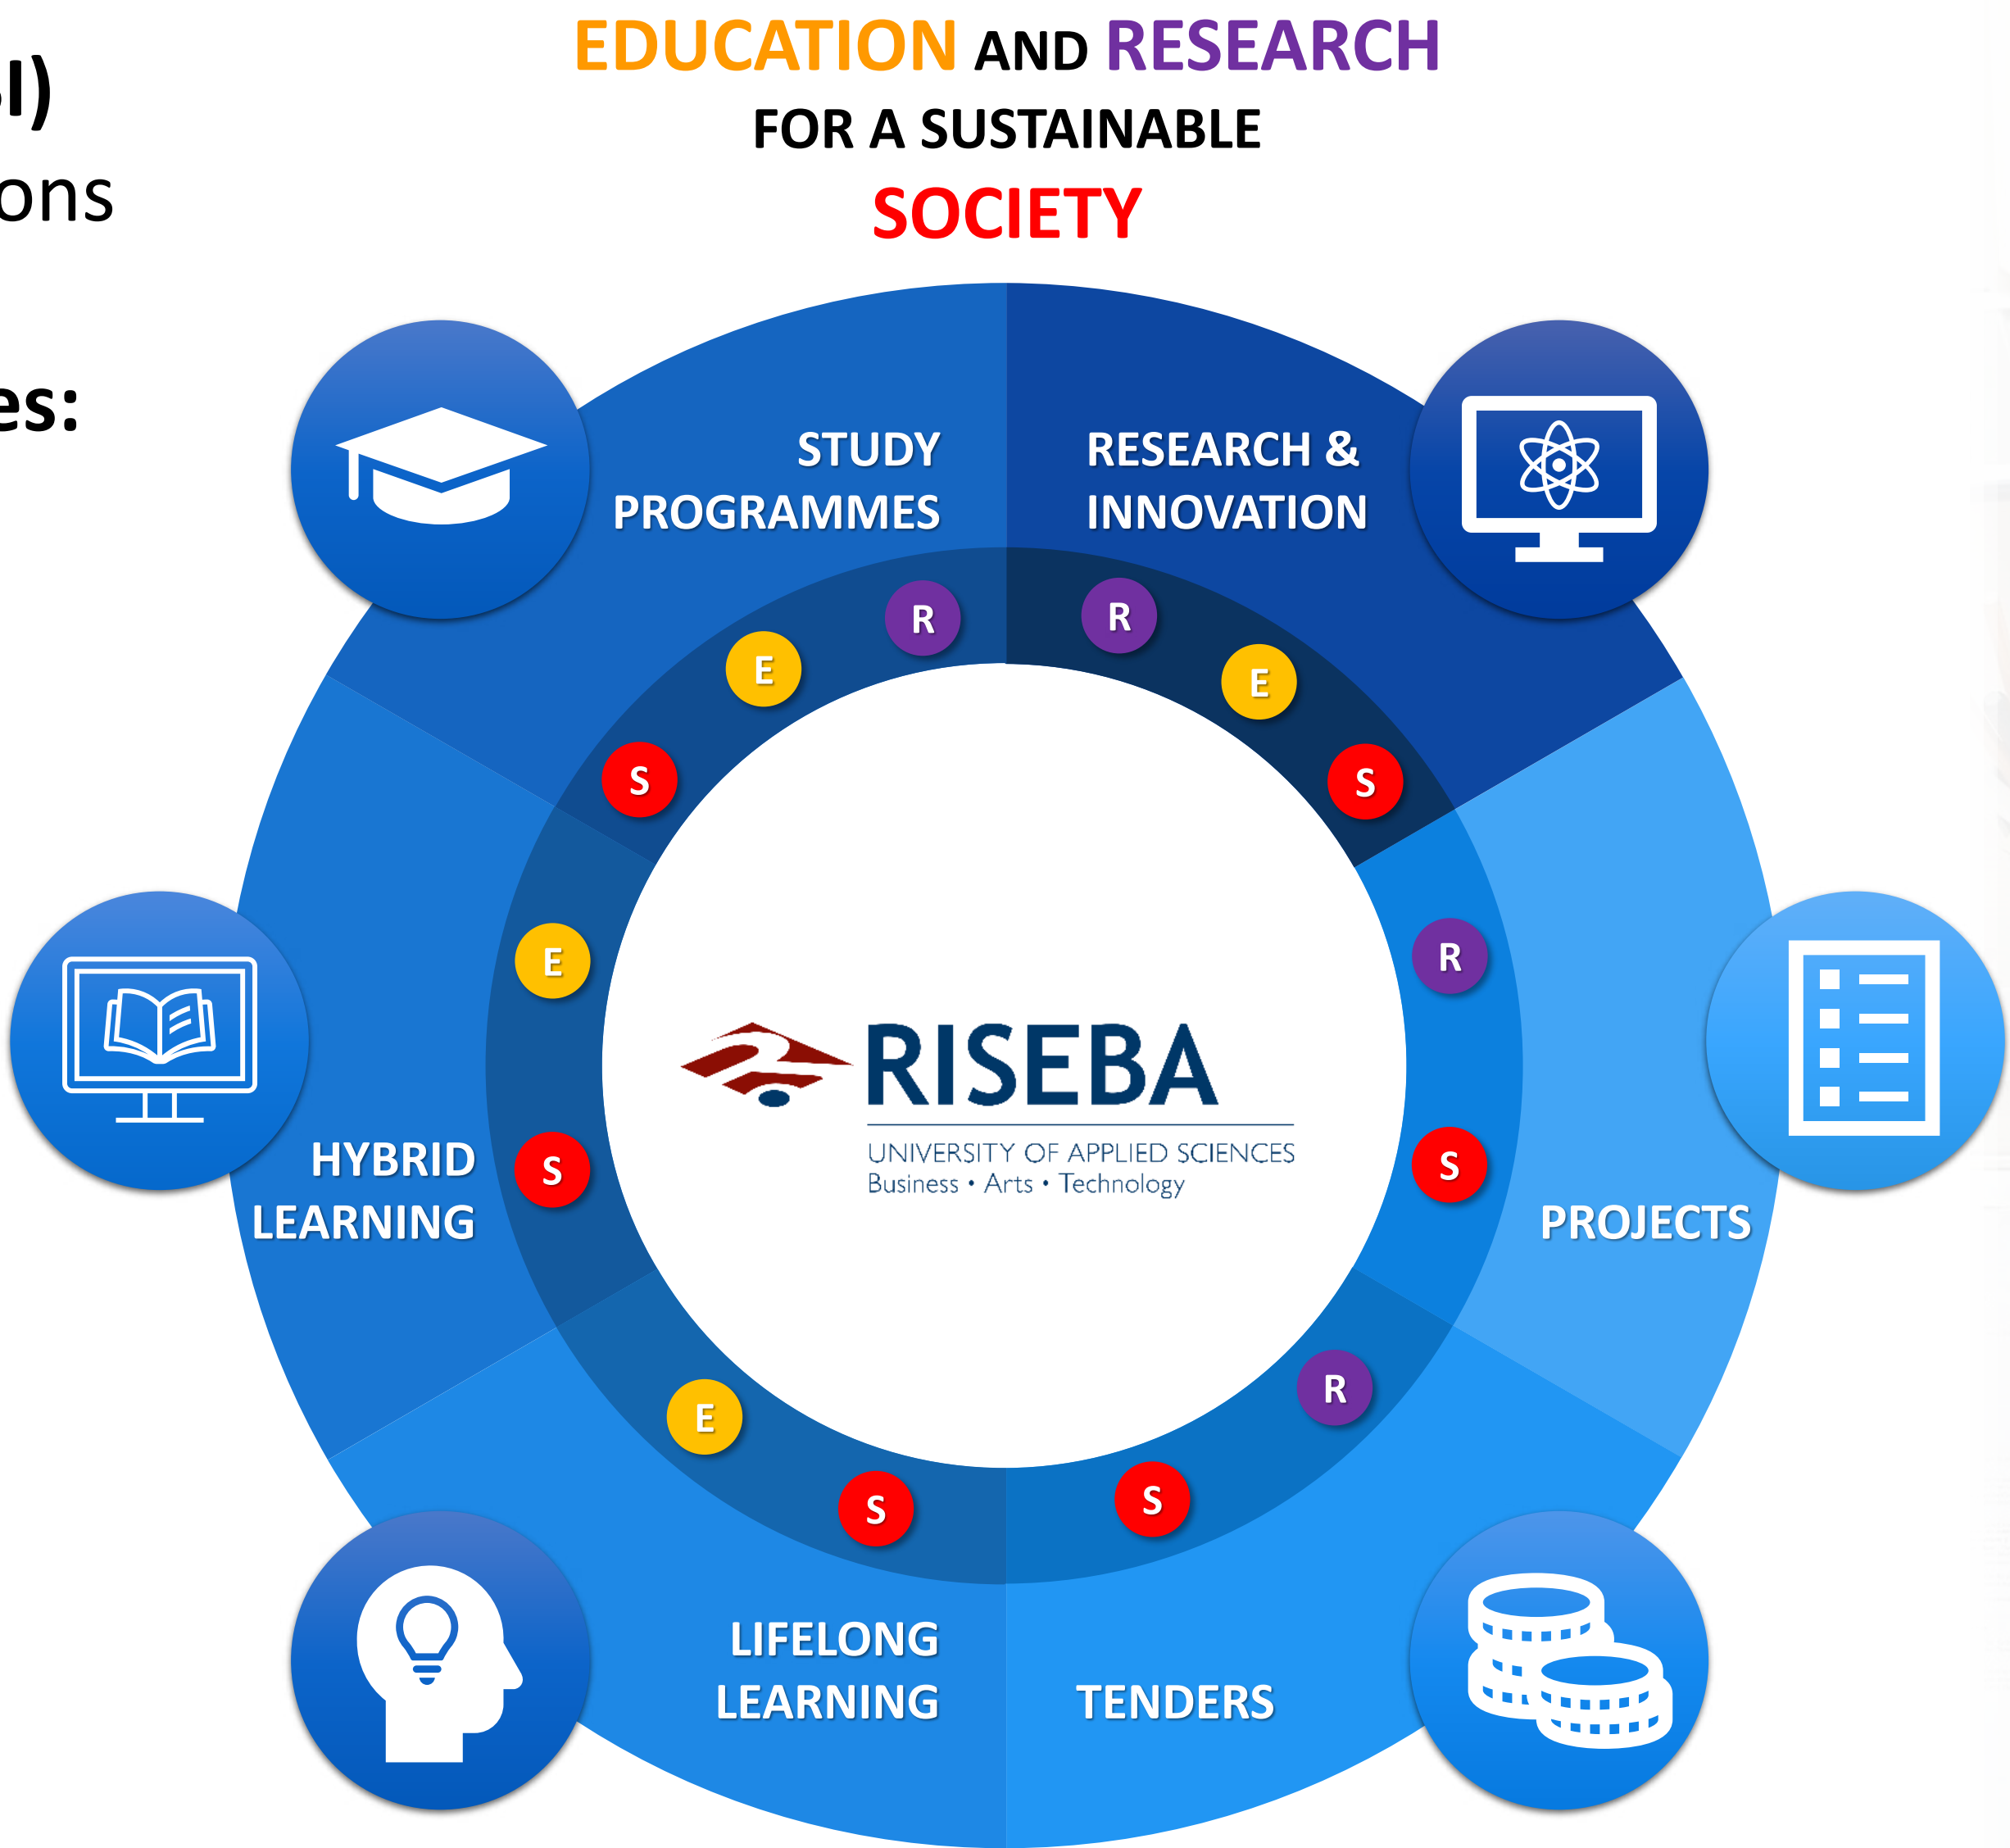 EDUCATION AND RESEARCH
FOR A SUSTAINABLE
SOCIETY
es:
STUDY
PROGRAMMES
RESEARCH &
INNOVATION
R
R
E
E
S
S
E
R
RISEBA
UNIVERSITY OF APPLIED SCIENCES
Business • Arts • Technology
HYBRID
LEARNING
S
S
PROJECTS
E
R
S
S
LIFELONG
LEARNING
TENDERS